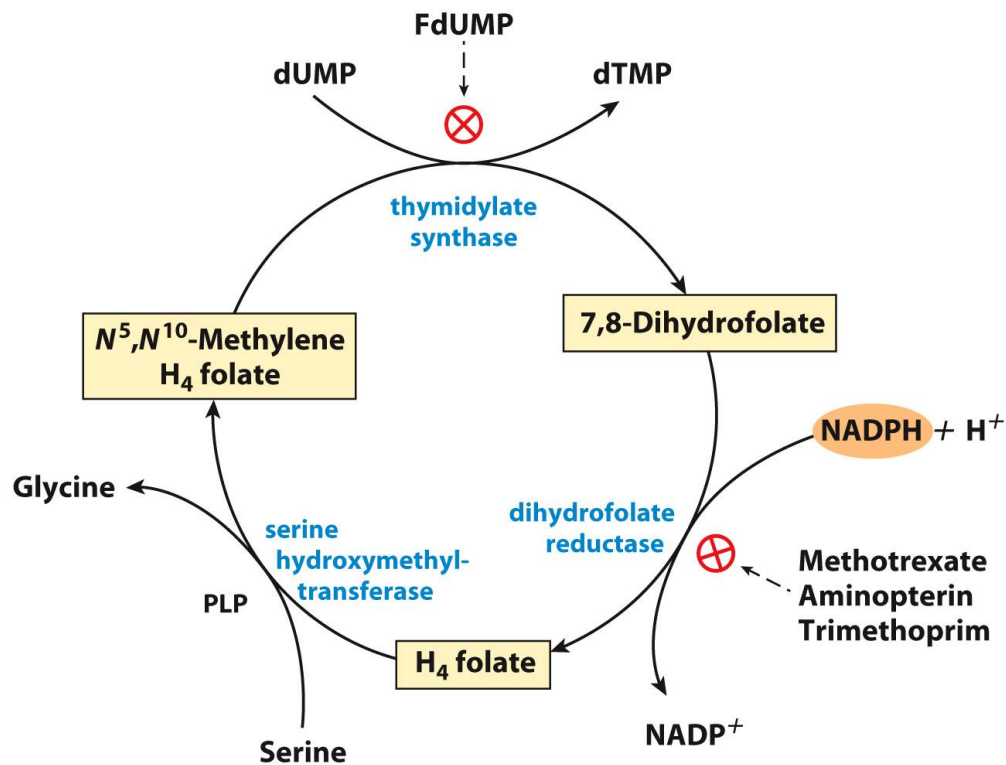 FdUMP
dUMP
dTMP
thymidylate
synthase
N⁵,N¹⁰-Methylene
H₄ folate
7,8-Dihydrofolate
NADPH + H⁺
Glycine
serine
hydroxymethyl-
transferase
dihydrofolate
reductase
Methotrexate
Aminopterin
Trimethoprim
PLP
H₄ folate
NADP⁺
Serine